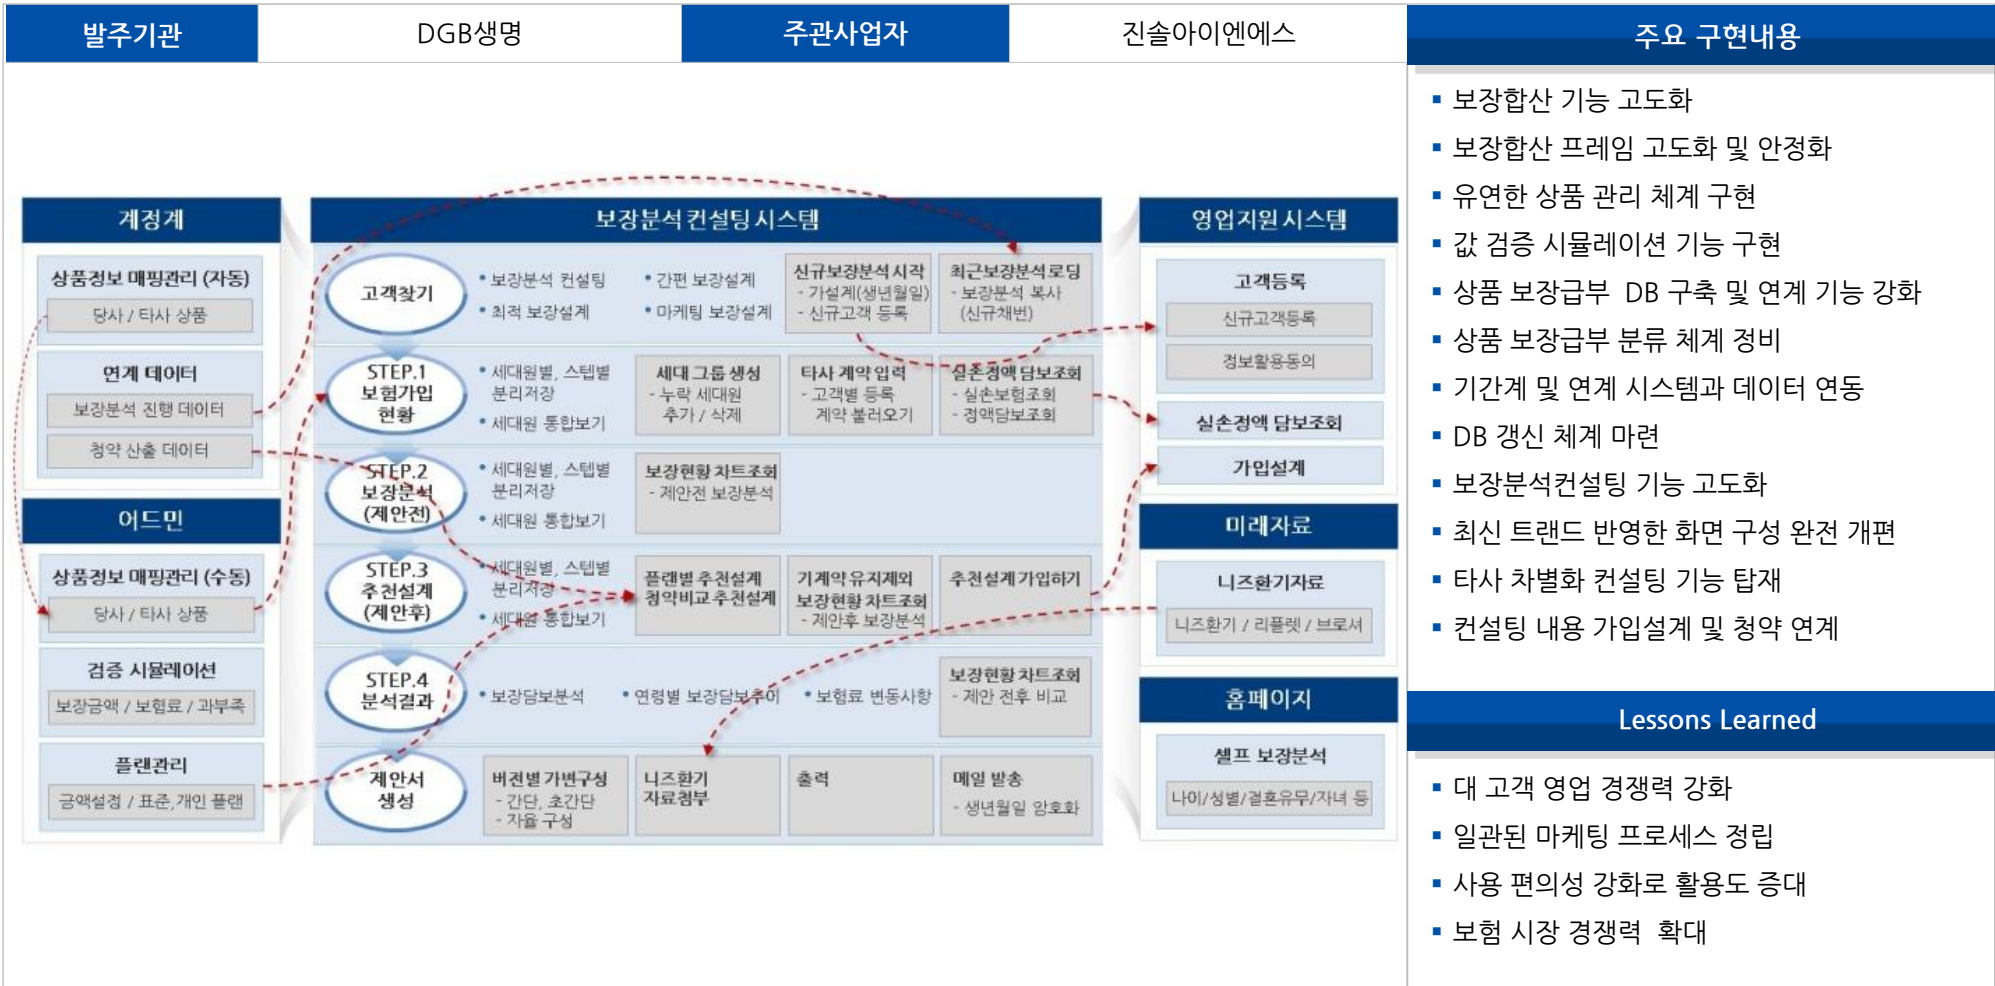 발주기관
DGB생명
주관사업자
진솔아이엔에스
계정계
상품정보 매핑관리 (자동)
당사 / 타사 상품
연계 데이터
보장분석 진행 데이터
청약 산출 데이터
어드민
상품정보 매핑관리 (수동)
당사 / 타사 상품
검증 시뮬레이션
보장금액 / 보험료 / 과부족
플랜관리
금액설정 / 표준,개인 플랜
보장분석 컨설팅 시스템
고객찾기
• 보장분석 컨설팅
• 최적 보장설계
• 간편 보장설계
• 마케팅 보장설계
신규보장분석 시작
- 가설계(생년월일)
- 신규고객 등록
최근보장분석 로딩
- 보장분석 복사
(신규채번)
STEP.1
보험가입
현황
• 세대원별, 스텝별
분리저장
• 세대원 통합보기
세대 그룹 생성
- 누락 세대원
추가 / 삭제
타사 계약 입력
- 고객별 등록
계약 불러오기
실손정액 담보조회
- 실손보험조회
- 정액담보조회
STEP.2
보장분석
(제안전)
• 세대원별, 스텝별
분리저장
• 세대원 통합보기
보장현황 차트조회
- 제안전 보장분석
STEP.3
추천설계
(제안후)
• 세대원별, 스텝별
분리저장
• 세대원 통합보기
플랜별 추천설계
청약비교 추천설계
기계약 유지제외
보장현황 차트조회
- 제안후 보장분석
추천설계 가입하기
STEP.4
분석결과
• 보장담보분석
• 연령별 보장담보추이
• 보험료 변동사항
보장현황 차트조회
- 제안 전후 비교
제안서
생성
버전별 가변구성
- 간단, 초간단
- 자율 구성
니즈환기
자료첨부
출력
메일 발송
- 생년월일 암호화
영업지원 시스템
고객등록
신규고객등록
정보활용동의
실손정액 담보조회
가입설계
미래자료
니즈환기자료
니즈환기 / 리플렛 / 브로셔
홈페이지
셀프 보장분석
나이/성별/결혼유무/자녀 등
주요 구현내용
▪ 보장합산 기능 고도화
▪ 보장합산 프레임 고도화 및 안정화
▪ 유연한 상품 관리 체계 구현
▪ 값 검증 시뮬레이션 기능 구현
▪ 상품 보장급부 DB 구축 및 연계 기능 강화
▪ 상품 보장급부 분류 체계 정비
▪ 기간계 및 연계 시스템과 데이터 연동
▪ DB 갱신 체계 마련
▪ 보장분석컨설팅 기능 고도화
▪ 최신 트랜드 반영한 화면 구성 완전 개편
▪ 타사 차별화 컨설팅 기능 탑재
▪ 컨설팅 내용 가입설계 및 청약 연계
Lessons Learned
▪ 대 고객 영업 경쟁력 강화
▪ 일관된 마케팅 프로세스 정립
▪ 사용 편의성 강화로 활용도 증대
▪ 보험 시장 경쟁력 확대